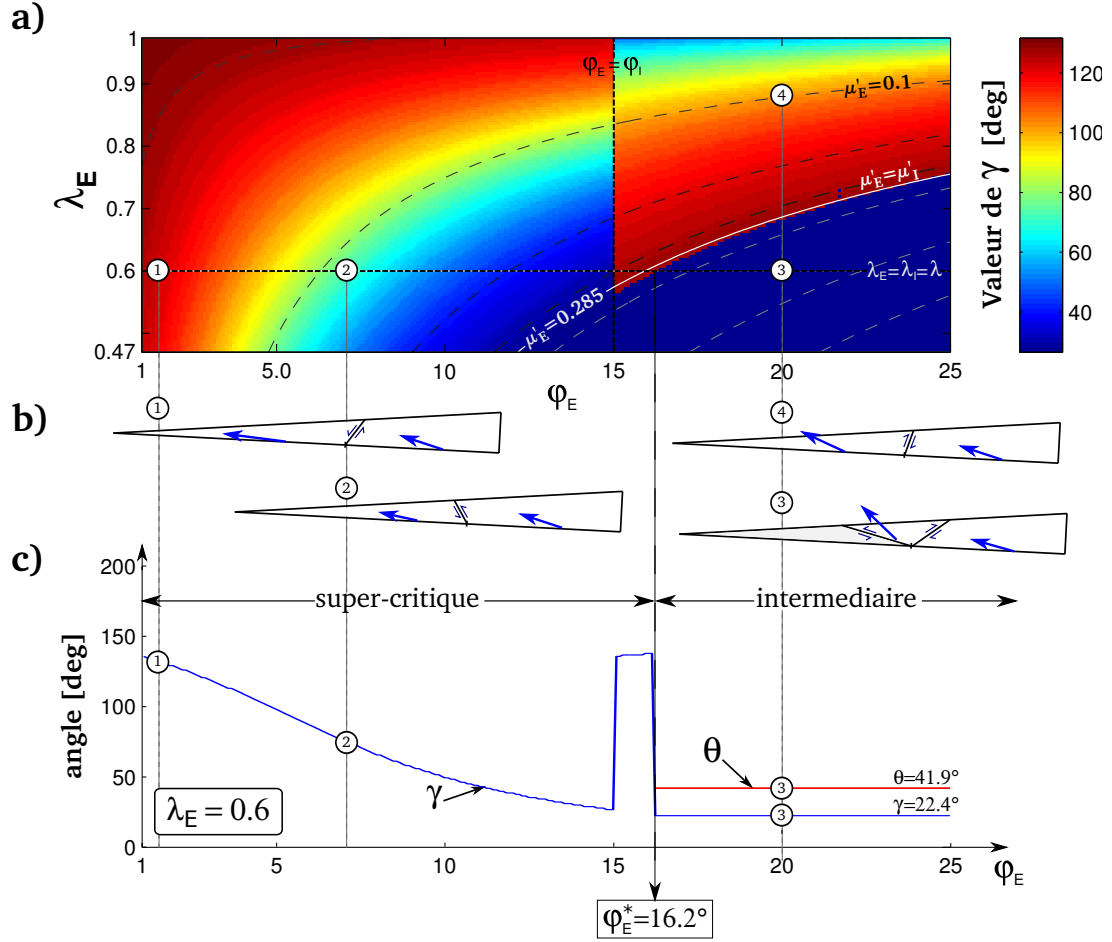 a)
λE
1
0.9
0.8
0.7
0.6
0.47
φE=φI
μ'E=0.1
μ'E=μ'I
μ'E=0.285
λE=λI=λ
1
2
3
4
1
5.0
10
15
20
25
φE
Valeur de γ [deg]
120
100
80
60
40
b)
1
2
4
3
c)
angle [deg]
200
150
100
50
0
super-critique
intermediaire
1
2
γ
θ
3
3
θ=41.9°
γ=22.4°
λE = 0.6
1
5
10
15
20
25
φE
φE*=16.2°